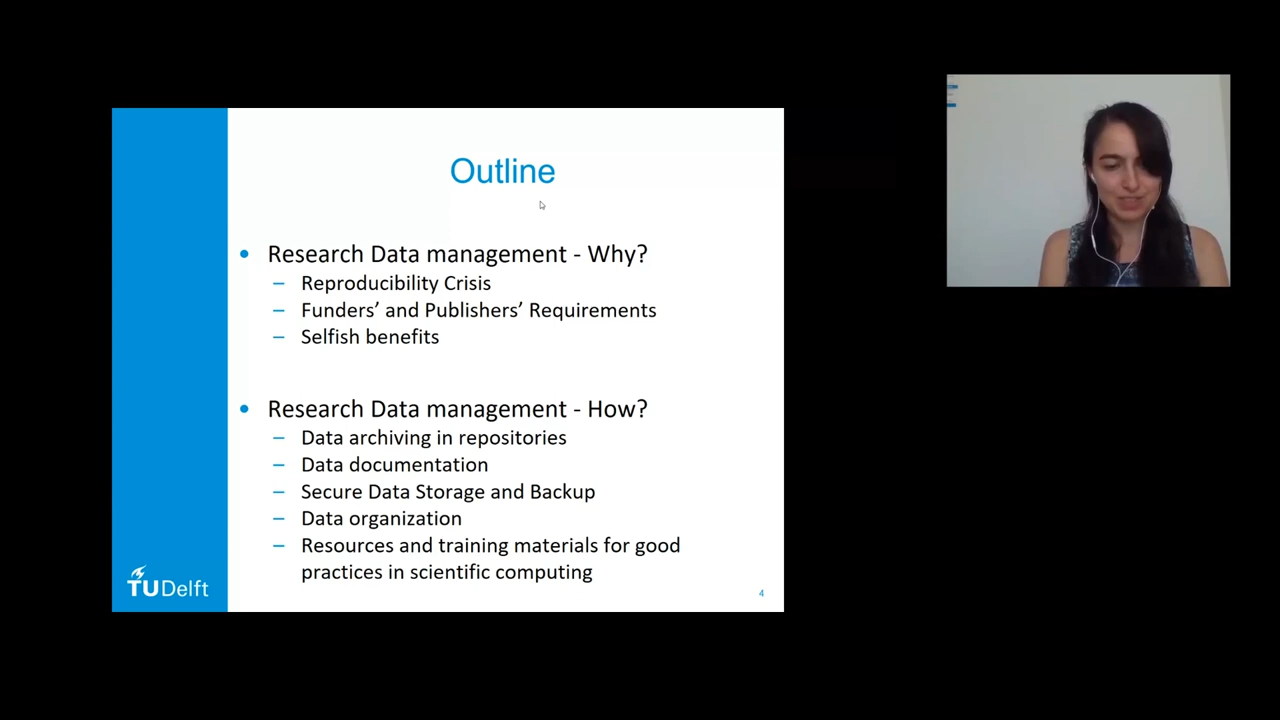 Outline
• Research Data management - Why?
– Reproducibility Crisis
– Funders’ and Publishers’ Requirements
– Selfish benefits
• Research Data management - How?
– Data archiving in repositories
– Data documentation
– Secure Data Storage and Backup
– Data organization
– Resources and training materials for good
practices in scientific computing
TUDelft
4